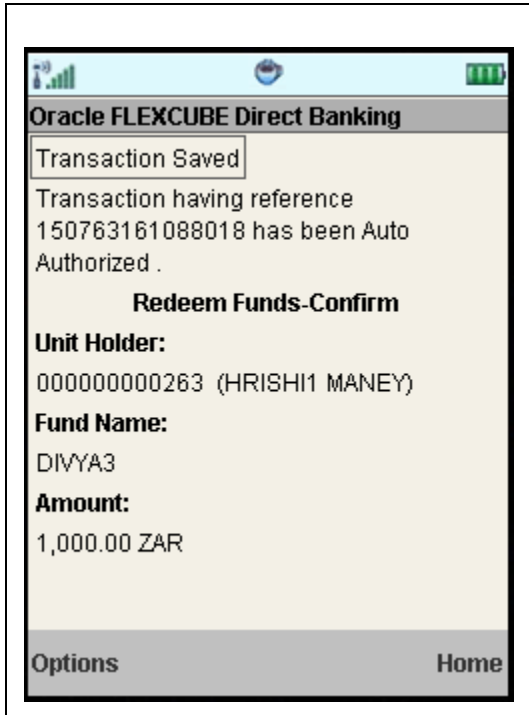 Oracle FLEXCUBE Direct Banking
Transaction Saved
Transaction having reference
150763161088018 has been Auto
Authorized .
Redeem Funds-Confirm
Unit Holder:
000000000263 (HRISHI1 MANEY)
Fund Name:
DIVYA3
Amount:
1,000.00 ZAR
Options Home